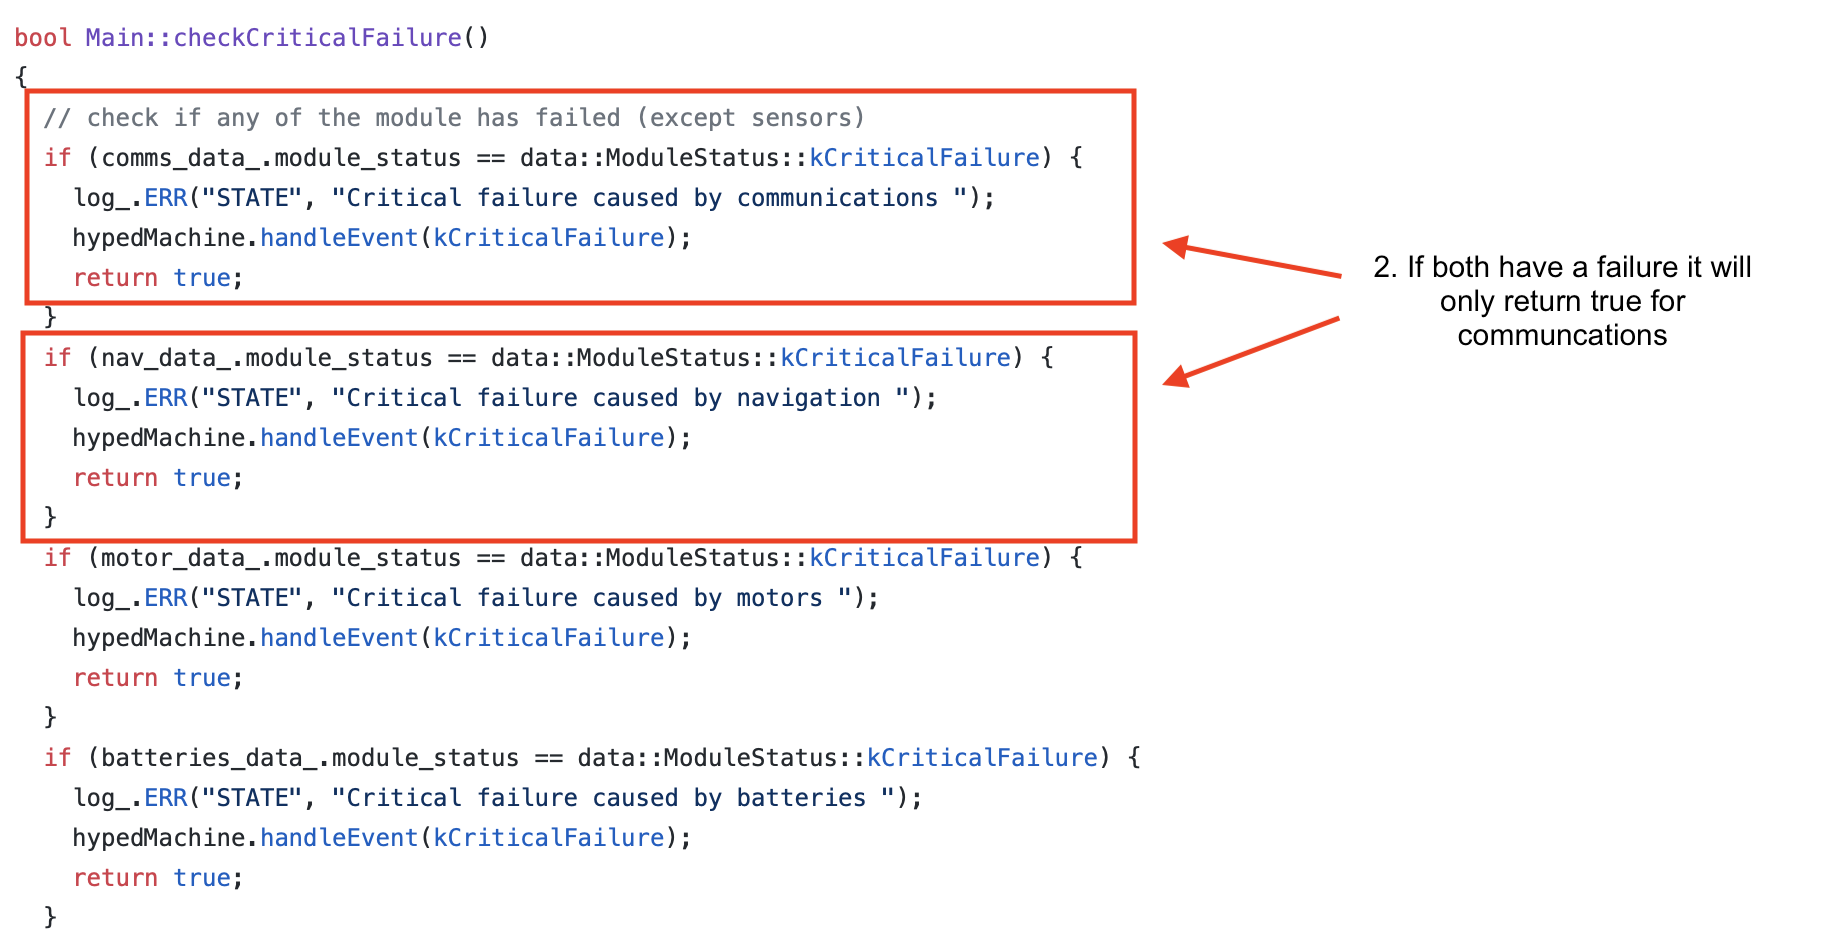 bool Main::checkCriticalFailure()
{
// check if any of the module has failed (except sensors)
if (comms_data_.module_status == data::ModuleStatus::kCriticalFailure) {
log_.ERR("STATE", "Critical failure caused by communications ");
hypedMachine.handleEvent(kCriticalFailure);
return true;
}
if (nav_data_.module_status == data::ModuleStatus::kCriticalFailure) {
log_.ERR("STATE", "Critical failure caused by navigation ");
hypedMachine.handleEvent(kCriticalFailure);
return true;
}
if (motor_data_.module_status == data::ModuleStatus::kCriticalFailure) {
log_.ERR("STATE", "Critical failure caused by motors ");
hypedMachine.handleEvent(kCriticalFailure);
return true;
}
if (batteries_data_.module_status == data::ModuleStatus::kCriticalFailure) {
log_.ERR("STATE", "Critical failure caused by batteries ");
hypedMachine.handleEvent(kCriticalFailure);
return true;
}
2. If both have a failure it will
only return true for
communcations